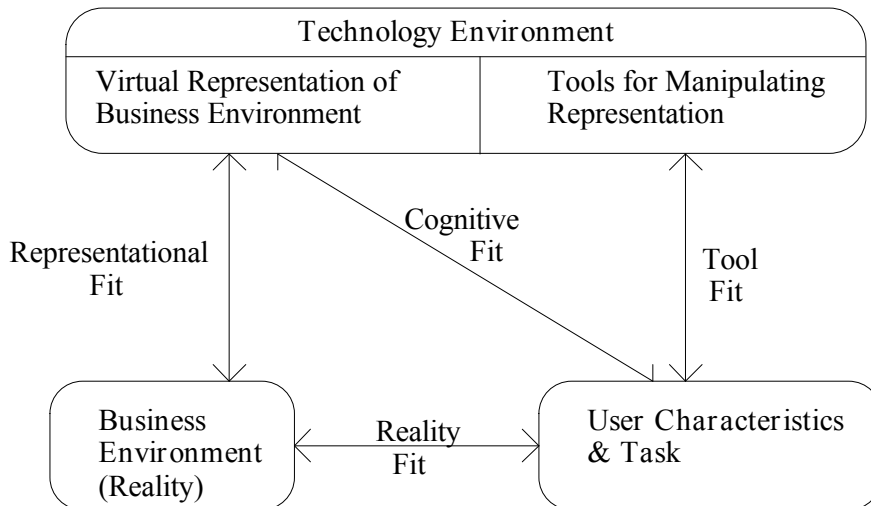 Technology Environment
Virtual Representation of
Business Environment
Tools for Manipulating
Representation
Representational
Fit
Cognitive
Fit
Tool
Fit
Business
Environment
(Reality)
Reality
Fit
User Characteristics
& Task